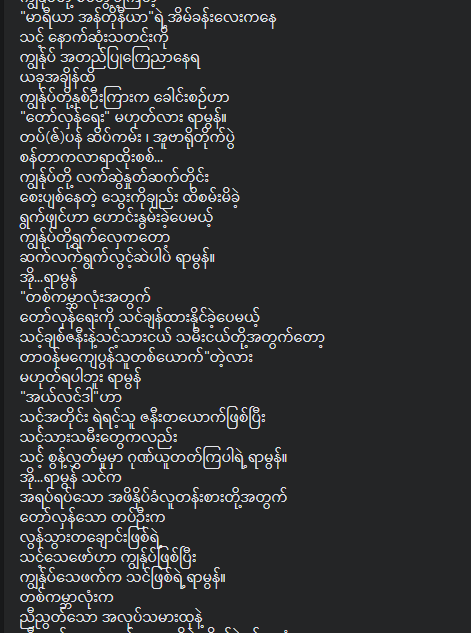 "မာရီယာ အန်တိုနီယာ"ရဲ့အိမ်ခန်းလေးကနေ
သင့် နောက်ဆုံးသတင်းကို
ကျွန်ုပ် အတည်ပြုကြေညာနေရ
ယခုအချိန်ထိ
ကျွန်ုပ်တို့နှစ်ဦးကြားက ခေါင်းစဉ်ဟာ
"တော်လှန်ရေး" မဟုတ်လား ရာမွန်။
တပ်(ဇ်)ပန် ဆိပ်ကမ်း ၊ အူဗာရိုတိုက်ပွဲ
စန်တာကလာရာထိုးစစ်...
ကျွန်ုပ်တို့ လက်ဆွဲနှုတ်ဆက်တိုင်း
စေးပျစ်နေတဲ့ သွေးကိုချည်း ထိစမ်းမိခဲ့
ရွက်ဖျင်ဟာ ဟောင်းနွမ်းခဲ့ပေမယ့်
ကျွန်ုပ်တို့ရွက်လှေကတော့
ဆက်လက်ရွက်လွှင့်ဆဲပါပဲ ရာမွန်။
အို...ရာမွန်
"တစ်ကမ္ဘာလုံးအတွက်
တော်လှန်ရေးကို သင်ချန်ထားနိုင်ခဲ့ပေမယ့်
သင့်ချစ်ဇနီးနဲ့သင့်သားငယ် သမီးငယ်တို့အတွက်တော့
တာဝန်မကျေပွန်သူတစ်ယောက်"တဲ့လား
မဟုတ်ရပါဘူး ရာမွန်
"အယ်လင်ဒါ"ဟာ
သင့်အတိုင်း ရဲရင့်သူ ဇနီးတယောက်ဖြစ်ပြီး
သင့်သားသမီးတွေကလည်း
သင့် စွန့်လွှတ်မှုမှာ ဂုဏ်ယူတတ်ကြပါရဲ့ရာမွန်။
အို...ရာမွန် သင်က
အရပ်ရပ်သော အဖိနှိပ်ခံလူတန်းစားတို့အတွက်
တော်လှန်သော တပ်ဦးက
လွန်သွားတချောင်းဖြစ်ရဲ့
သင့်သေဖော်ဟာ ကျွန်ုပ်ဖြစ်ပြီး
ကျွန်ုပ်သေဖက်က သင်ဖြစ်ရဲ့ရာမွန်။
တစ်ကမ္ဘာလုံးက
ညီညွတ်သော အလုပ်သမားထုနဲ့